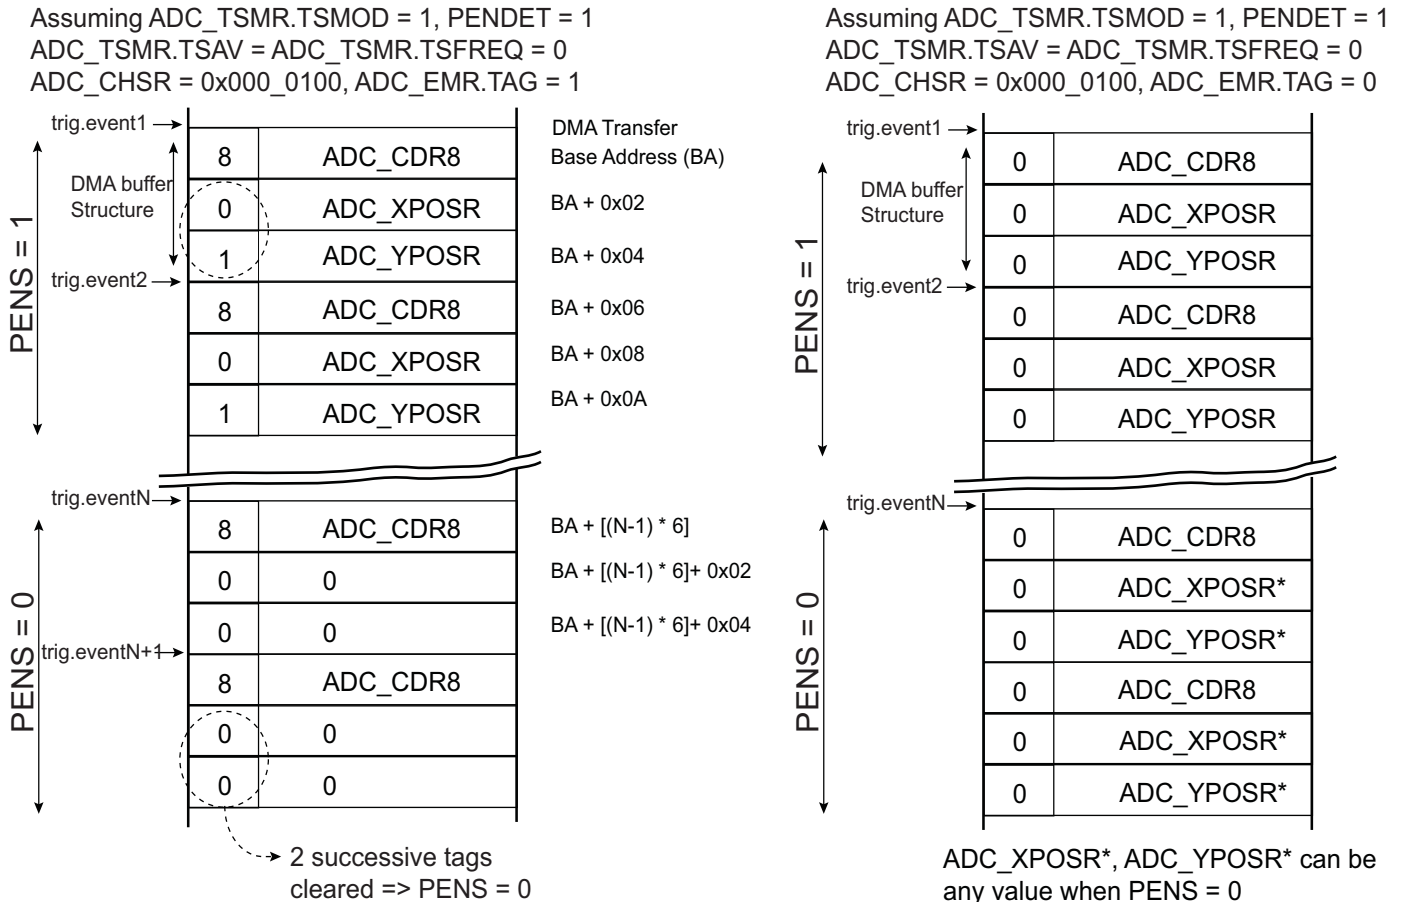 Assuming ADC_TSMR.TSMOD = 1, PENDET = 1
ADC_TSMR.TSAV = ADC_TSMR.TSFREQ = 0
ADC_CHSR = 0x000_0100, ADC_EMR.TAG = 1
trig.event1
DMA Transfer
8 ADC_CDR8 Base Address (BA)
DMA buffer
Structure
0 ADC_XPOSR BA + 0x02
1 ADC_YPOSR BA + 0x04
trig.event2
8 ADC_CDR8 BA + 0x06
0 ADC_XPOSR BA + 0x08
1 ADC_YPOSR BA + 0x0A
PENS = 1
trig.eventN
8 ADC_CDR8 BA + [(N-1) * 6]
0 0 BA + [(N-1) * 6]+ 0x02
0 0 BA + [(N-1) * 6]+ 0x04
trig.eventN+1
8 ADC_CDR8
0 0
0 0
PENS = 0
2 successive tags
cleared => PENS = 0
Assuming ADC_TSMR.TSMOD = 1, PENDET = 1
ADC_TSMR.TSAV = ADC_TSMR.TSFREQ = 0
ADC_CHSR = 0x000_0100, ADC_EMR.TAG = 0
trig.event1
0 ADC_CDR8
DMA buffer
Structure
0 ADC_XPOSR
0 ADC_YPOSR
trig.event2
0 ADC_CDR8
0 ADC_XPOSR
0 ADC_YPOSR
PENS = 1
trig.eventN
0 ADC_CDR8
0 ADC_XPOSR*
0 ADC_YPOSR*
0 ADC_CDR8
0 ADC_XPOSR*
0 ADC_YPOSR*
PENS = 0
ADC_XPOSR*, ADC_YPOSR* can be
any value when PENS = 0